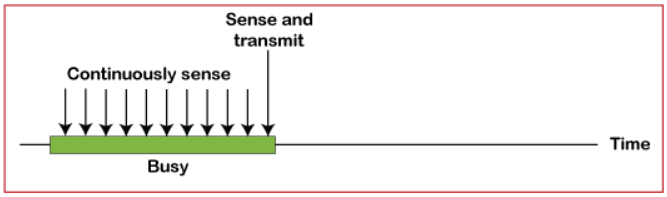 Sense and
transmit
Continuously sense
Time
Busy